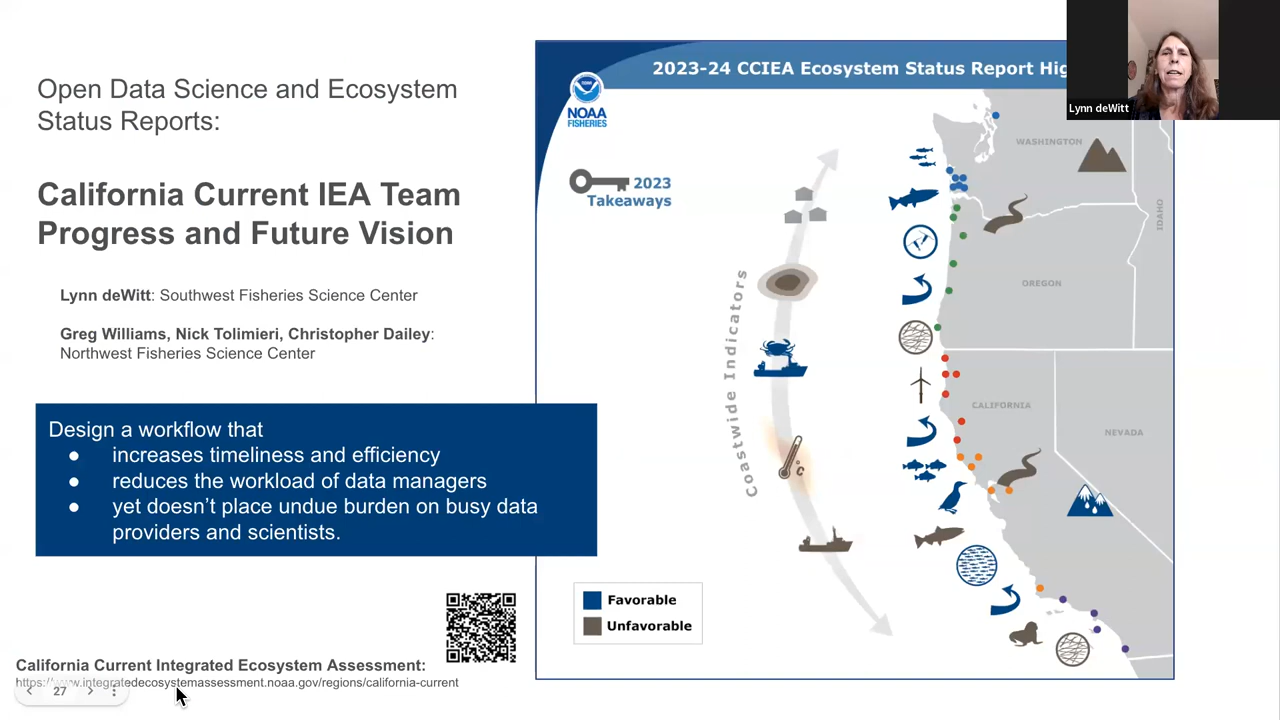 Open Data Science and Ecosystem
Status Reports:
California Current IEA Team
Progress and Future Vision
Lynn deWitt: Southwest Fisheries Science Center
Greg Williams, Nick Tolimieri, Christopher Dailey:
Northwest Fisheries Science Center
Design a workflow that
● increases timeliness and efficiency
● reduces the workload of data managers
● yet doesn’t place undue burden on busy data
providers and scientists.
California Current Integrated Ecosystem Assessment:
https://www.integratedecosystemassessment.noaa.gov/regions/california-current
27
2023-24 CCIEA Ecosystem Status Report
NOAA
FISHERIES
2023
Takeaways
Coastwide Indicators
°C
WASHINGTON
IDAHO
OREGON
CALIFORNIA
NEVADA
Favorable
Unfavorable
Lynn deWitt